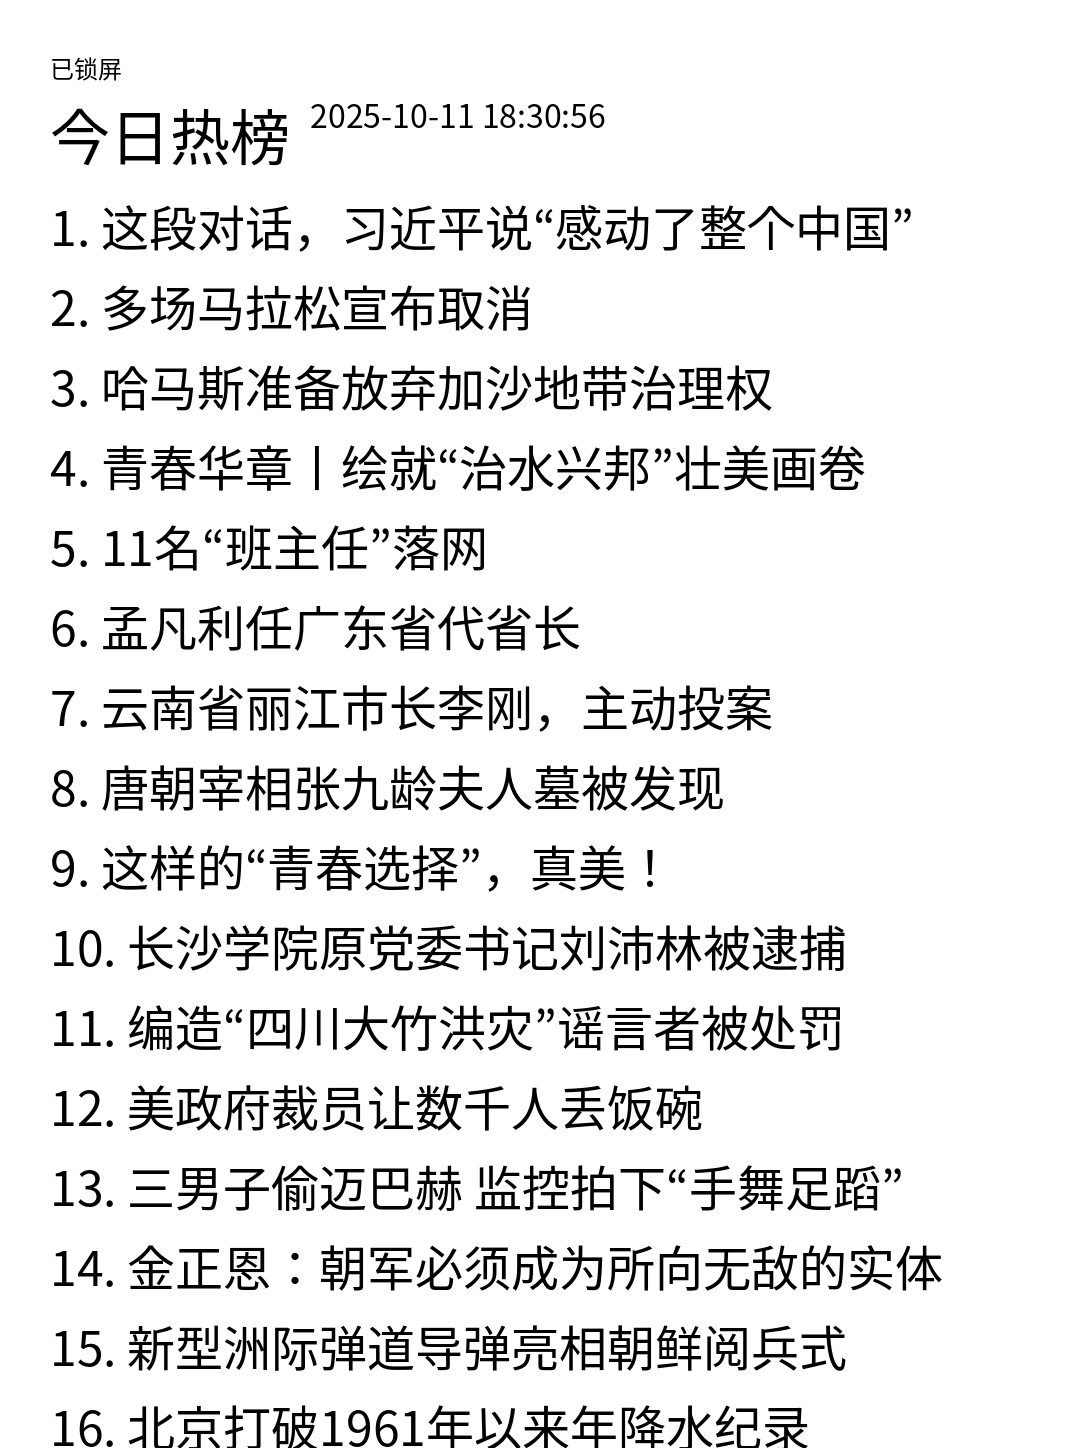 已锁屏
今日热榜 2025-10-11 18:30:56
1. 这段对话，习近平说“感动了整个中国”
2. 多场马拉松宣布取消
3. 哈马斯准备放弃加沙地带治理权
4. 青春华章丨绘就“治水兴邦”壮美画卷
5. 11名“班主任”落网
6. 孟凡利任广东省代省长
7. 云南省丽江市长李刚，主动投案
8. 唐朝宰相张九龄夫人墓被发现
9. 这样的“青春选择”，真美！
10. 长沙学院原党委书记刘沛林被逮捕
11. 编造“四川大竹洪灾”谣言者被处罚
12. 美政府裁员让数千人丢饭碗
13. 三男子偷迈巴赫 监控拍下“手舞足蹈”
14. 金正恩：朝军必须成为所向无敌的实体
15. 新型洲际弹道导弹亮相朝鲜阅兵式
16. 北京打破1961年以来年降水纪录